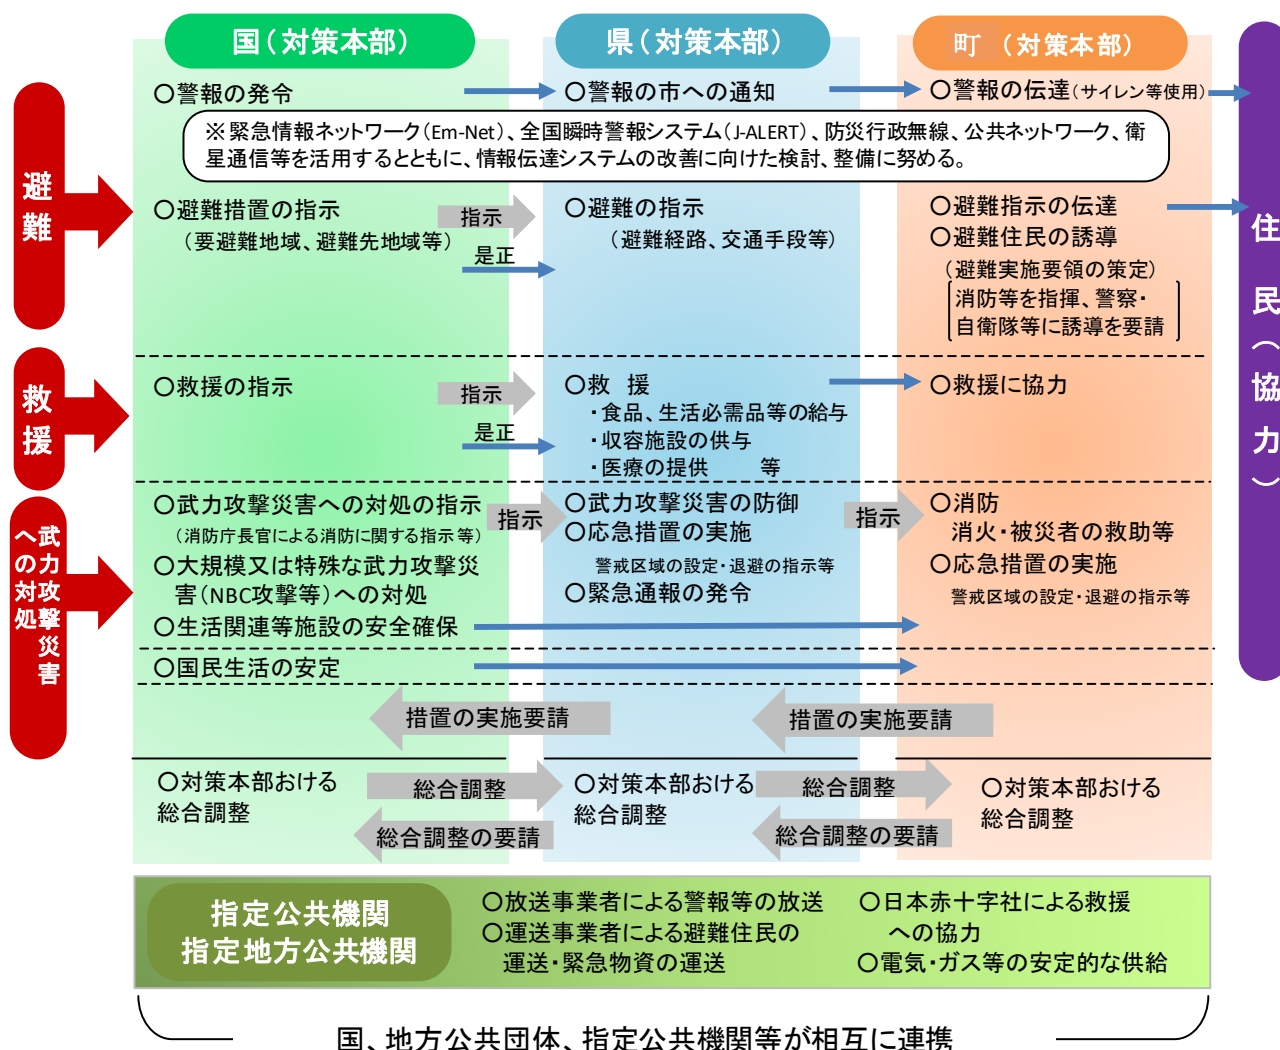 国（対策本部）
県（対策本部）
町 （対策本部）
避難
○警報の発令
○警報の市への通知
○警報の伝達（サイレン等使用）
※緊急情報ネットワーク（Em-Net）、全国瞬時警報システム（J-ALERT）、防災行政無線、公共ネットワーク、衛
星通信等を活用するとともに、情報伝達システムの改善に向けた検討、整備に努める。
○避難措置の指示
（要避難地域、避難先地域等）
指示
是正
○避難の指示
（避難経路、交通手段等）
○避難指示の伝達
○避難住民の誘導
（避難実施要領の策定）
消防等を指揮、警察・
自衛隊等に誘導を要請
住民（協力）
救援
○救援の指示
指示
是正
○救 援
・食品、生活必需品等の給与
・収容施設の供与
・医療の提供 等
○救援に協力
武力攻撃災害
への対処
○武力攻撃災害への対処の指示
（消防庁長官による消防に関する指示等）
○大規模又は特殊な武力攻撃災
害（NBC攻撃等）への対処
○生活関連等施設の安全確保
指示
○武力攻撃災害の防御
○応急措置の実施
警戒区域の設定・退避の指示等
○緊急通報の発令
指示
○消防
消火・被災者の救助等
○応急措置の実施
警戒区域の設定・退避の指示等
○国民生活の安定
措置の実施要請
措置の実施要請
○対策本部おける
総合調整
総合調整
総合調整の要請
○対策本部おける
総合調整
総合調整
総合調整の要請
○対策本部おける
総合調整
指定公共機関
指定地方公共機関
○放送事業者による警報等の放送
○運送事業者による避難住民の
運送・緊急物資の運送
○日本赤十字社による救援
への協力
○電気・ガス等の安定的な供給
国、地方公共団体、指定公共機関等が相互に連携